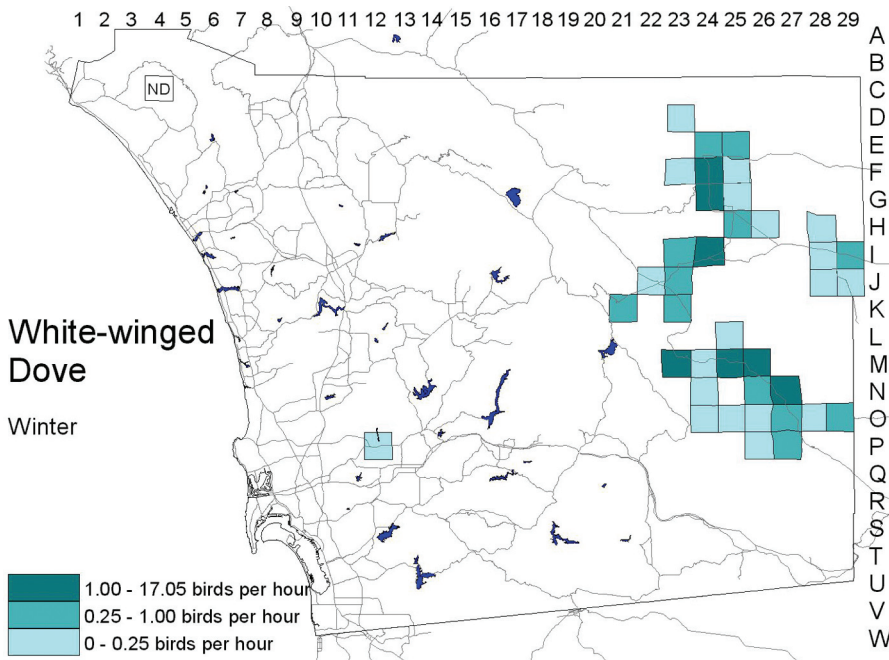 1 2 3 4 5 6 7 8 9 10 11 12 13 14 15 16 17 18 19 20 21 22 23 24 25 26 27 28 29
A
B
C
D
E
F
G
H
I
J
K
L
M
N
O
P
Q
R
S
T
U
V
W
ND
White-winged
Dove
Winter
1.00 - 17.05 birds per hour
0.25 - 1.00 birds per hour
0 - 0.25 birds per hour